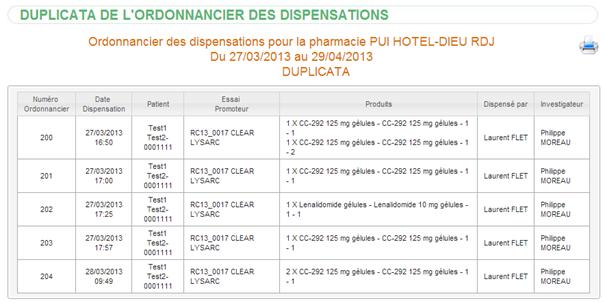 DUPLICATA DE L'ORDONNANCIER DES DISPENSATIONS
Ordonnancier des dispensations pour la pharmacie PUI HOTEL-DIEU RDJ
Du 27/03/2013 au 29/04/2013
DUPLICATA
Numéro Ordonnancier Date Dispensation Patient Essai Promoteur Produits Dispensé par Investigateur
200 27/03/2013 16:50 Test1 Test2- 0001111 RC13_0017 CLEAR LYSARC 1 X CC-292 125 mg gélules - CC-292 125 mg gélules - 1 - 1 1 X CC-292 125 mg gélules - CC-292 125 mg gélules - 1 - 2 Laurent FLET Philippe MOREAU
201 27/03/2013 17:00 Test1 Test2- 0001111 RC13_0017 CLEAR LYSARC 1 X CC-292 125 mg gélules - CC-292 125 mg gélules - 1 - 1 Laurent FLET Philippe MOREAU
202 27/03/2013 17:25 Test1 Test2- 0001111 RC13_0017 CLEAR LYSARC 1 X Lenalidomide gélules - Lenalidomide 10 mg gélules - 1 - 1 Laurent FLET Philippe MOREAU
203 27/03/2013 17:57 Test1 Test2- 0001111 RC13_0017 CLEAR LYSARC 1 X CC-292 125 mg gélules - CC-292 125 mg gélules - 1 - 1 Laurent FLET Philippe MOREAU
204 28/03/2013 09:49 Test1 Test2- 0001111 RC13_0017 CLEAR LYSARC 2 X CC-292 125 mg gélules - CC-292 125 mg gélules - 1 - 1 Laurent FLET Philippe MOREAU